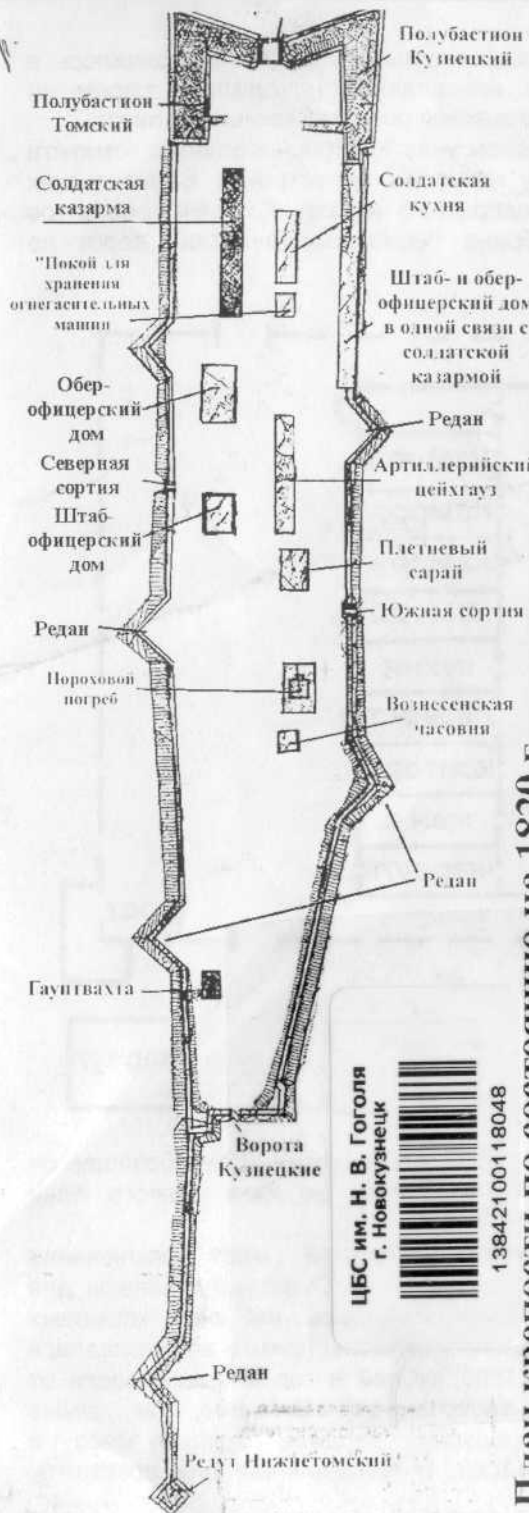 Полубастион
Кузнецкий
Полубастион
Томский
Солдатская
казарма
Солдатская
кухня
"Покой для
хранения
огнегасительных
машин
Штаб- и обер-
офицерский дом
в одной связи с
солдатской
казармой
Обер-
офицерский
дом
Редан
Северная
сортия
Артиллерийский
цейхгауз
Штаб-
офицерский
дом
Плетневый
сарай
Южная сортия
Редан
Пороховой
погреб
Вознесенская
часовня
Редан
Гауптвахта
Ворота
Кузнецкие
Редан
Редут Нижнетомский
ЦБС им. Н. В. Гоголя
г. Новокузнецк
13842100118048
План крепости по состоянию на 1820 г.